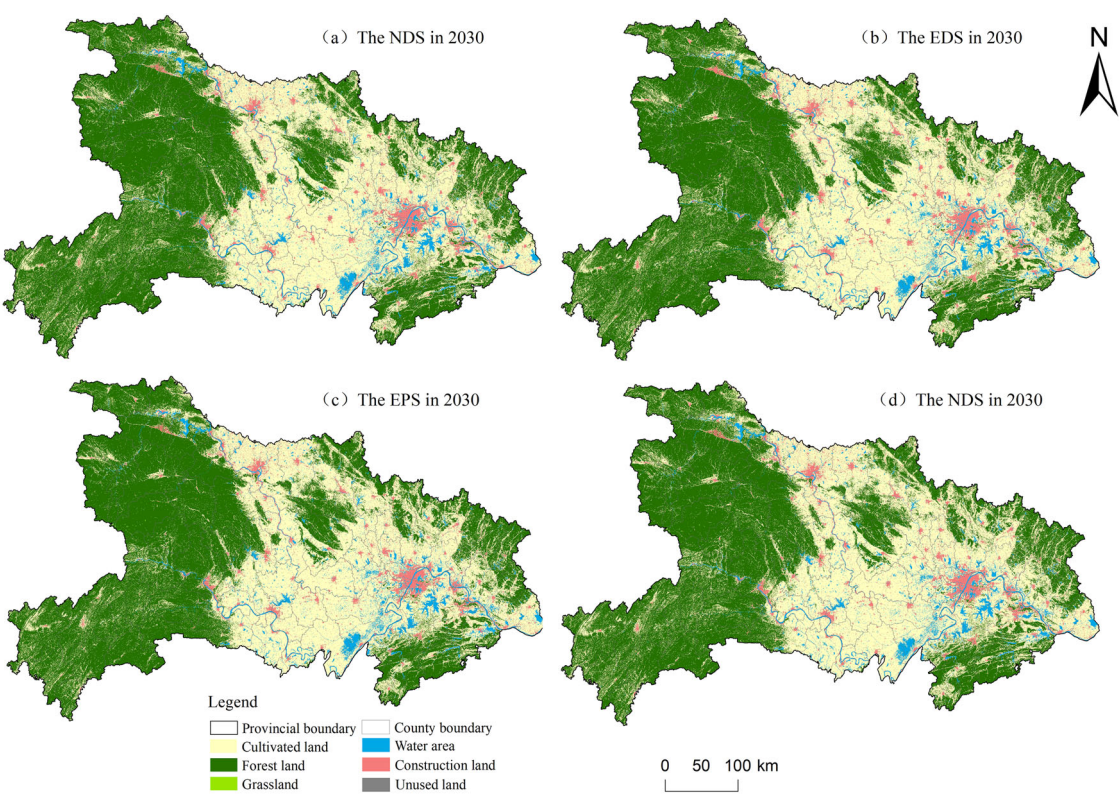 （a）The NDS in 2030
（b）The EDS in 2030
N
（c）The EPS in 2030
（d）The NDS in 2030
Legend
Provincial boundary County boundary
Cultivated land Water area
Forest land Construction land
Grassland Unused land
0 50 100 km